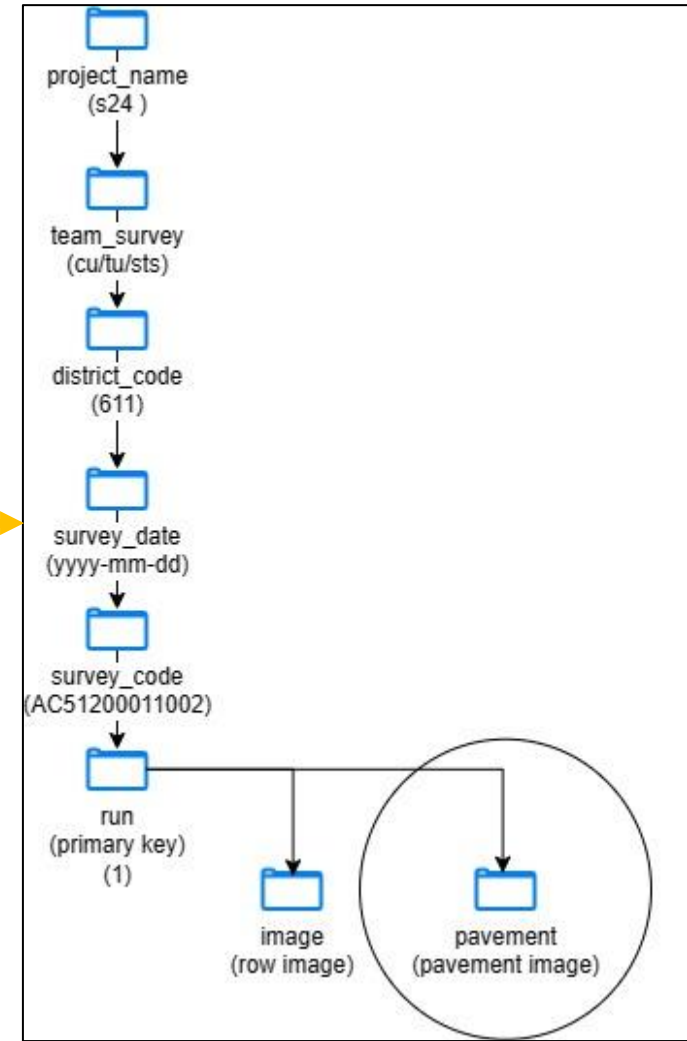 project_name
(s24 )
team_survey
(cu/tu/sts)
district_code
(611)
survey_date
(yyyy-mm-dd)
survey_code
(AC51200011002)
run
(primary key)
(1)
image
(row image)
pavement
(pavement image)